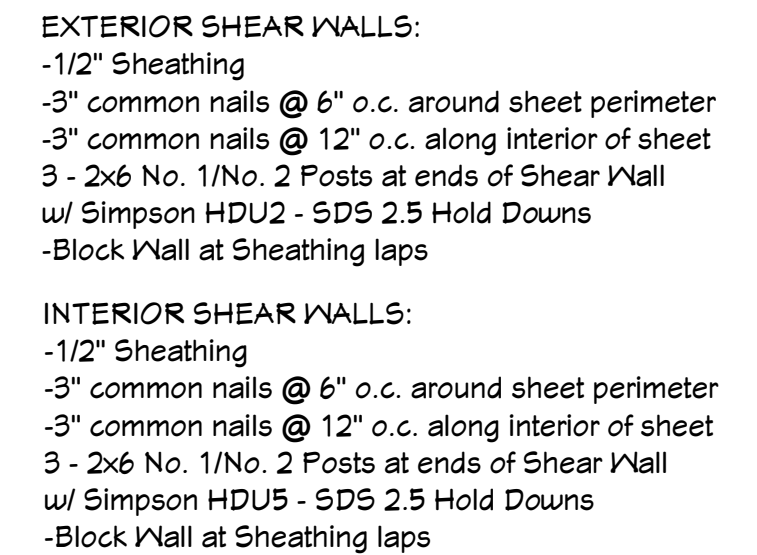 EXTERIOR SHEAR WALLS:
-1/2" Sheathing
-3" common nails @ 6" o.c. around sheet perimeter
-3" common nails @ 12" o.c. along interior of sheet
3 - 2x6 No. 1/No. 2 Posts at ends of Shear Wall
w/ Simpson HDU2 - SDS 2.5 Hold Downs
-Block Wall at Sheathing laps
INTERIOR SHEAR WALLS:
-1/2" Sheathing
-3" common nails @ 6" o.c. around sheet perimeter
-3" common nails @ 12" o.c. along interior of sheet
3 - 2x6 No. 1/No. 2 Posts at ends of Shear Wall
w/ Simpson HDU5 - SDS 2.5 Hold Downs
-Block Wall at Sheathing laps